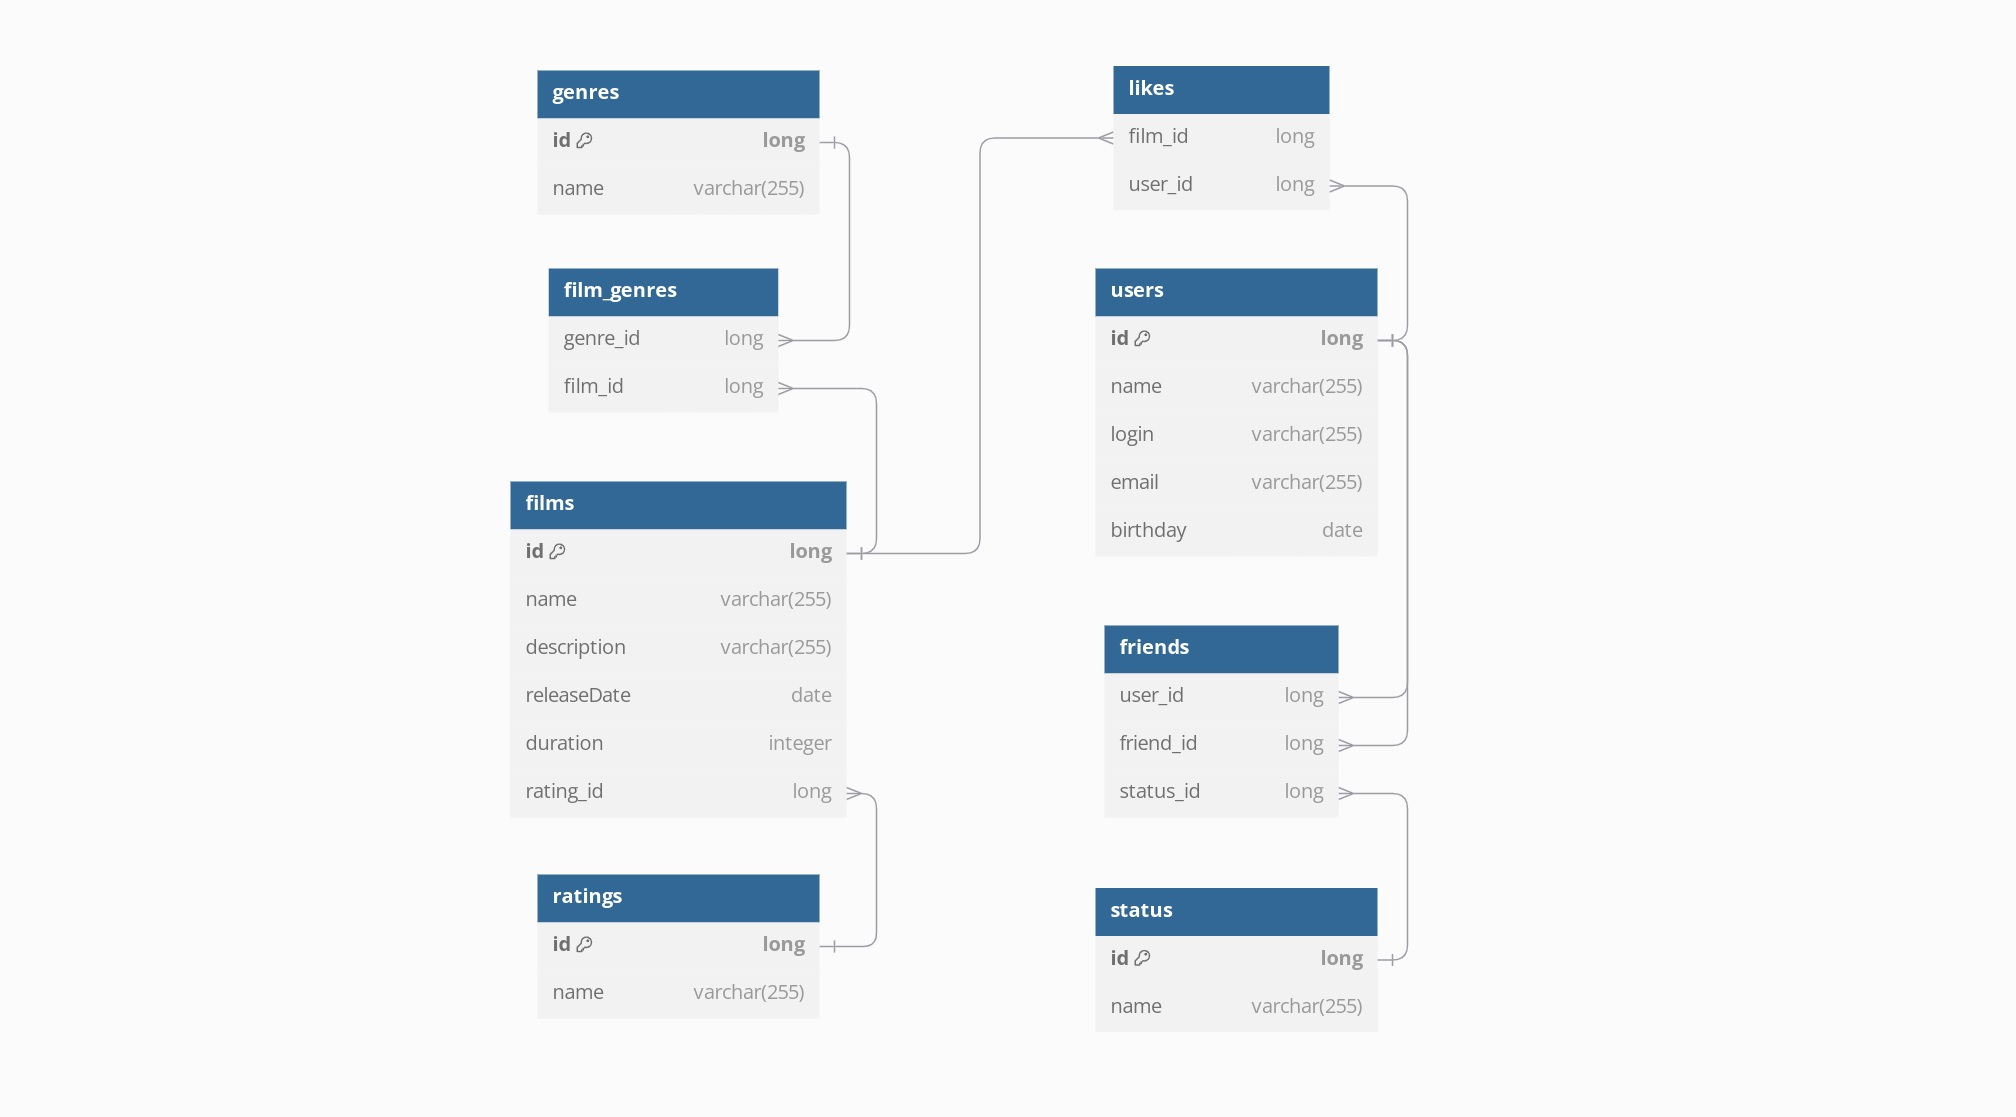 genres
id long
name varchar(255)
film_genres
genre_id long
film_id long
films
id long
name varchar(255)
description varchar(255)
releaseDate date
duration integer
rating_id long
ratings
id long
name varchar(255)
likes
film_id long
user_id long
users
id long
name varchar(255)
login varchar(255)
email varchar(255)
birthday date
friends
user_id long
friend_id long
status_id long
status
id long
name varchar(255)